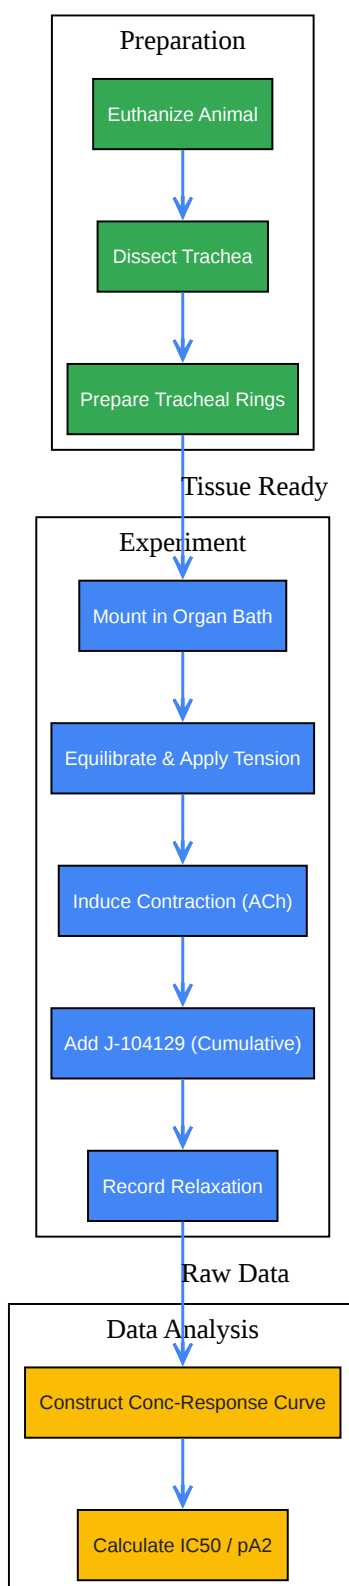 Preparation
Euthanize Animal
Dissect Trachea
Prepare Tracheal Rings
Tissue Ready
Experiment
Mount in Organ Bath
Equilibrate & Apply Tension
Induce Contraction (ACh)
Add J-104129 (Cumulative)
Record Relaxation
Raw Data
Data Analysis
Construct Conc-Response Curve
Calculate IC50 / pA2